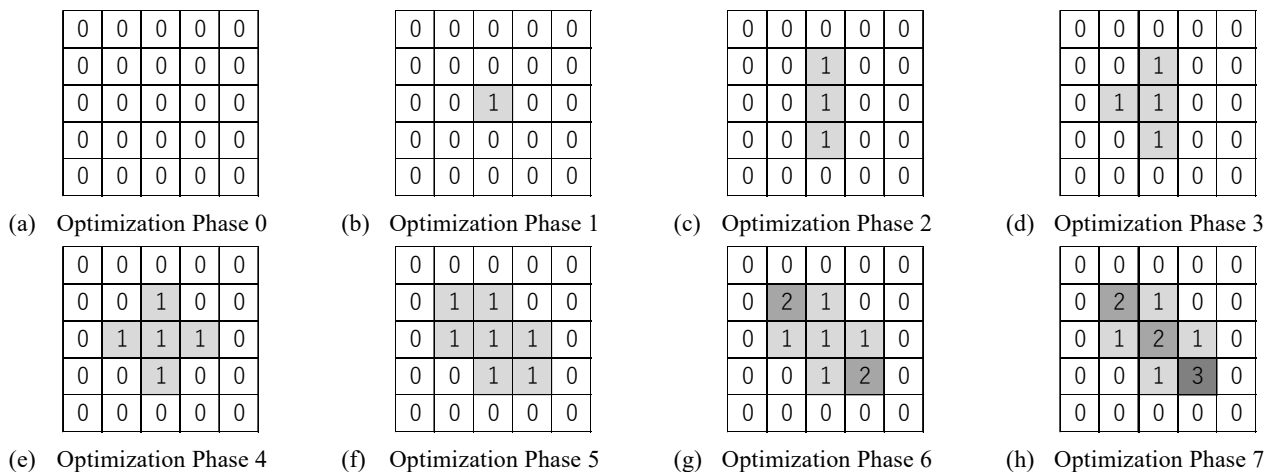 0 0 0 0 0 0 0 0 0 0 0 0 0 0 0 0 0 0 0 0
0 0 0 0 0 0 0 0 0 0 0 0 1 0 0 0 0 1 0 0
0 0 0 0 0 0 0 1 0 0 0 0 1 0 0 0 1 1 0 0
0 0 0 0 0 0 0 0 0 0 0 0 1 0 0 0 0 1 0 0
0 0 0 0 0 0 0 0 0 0 0 0 0 0 0 0 0 0 0 0
(a) Optimization Phase 0 (b) Optimization Phase 1 (c) Optimization Phase 2 (d) Optimization Phase 3
0 0 0 0 0 0 0 0 0 0 0 0 0 0 0 0 0 0 0 0
0 0 1 0 0 0 1 1 0 0 0 2 1 0 0 0 2 1 0 0
0 1 1 1 0 0 1 1 1 0 0 1 1 1 0 0 1 2 1 0
0 0 1 0 0 0 0 1 1 0 0 0 1 2 0 0 0 1 3 0
0 0 0 0 0 0 0 0 0 0 0 0 0 0 0 0 0 0 0 0
(e) Optimization Phase 4 (f) Optimization Phase 5 (g) Optimization Phase 6 (h) Optimization Phase 7